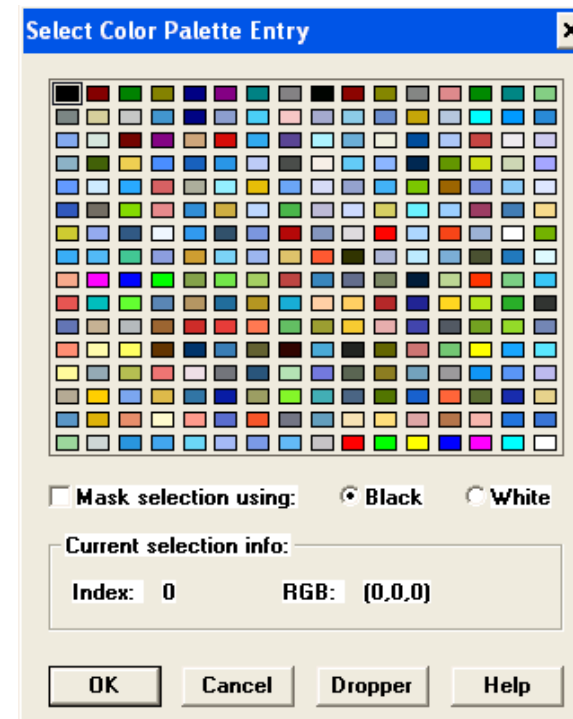 Select Color Palette Entry
Mask selection using: Black White
Current selection info:
Index: 0 RGB: (0,0,0)
OK Cancel Dropper Help